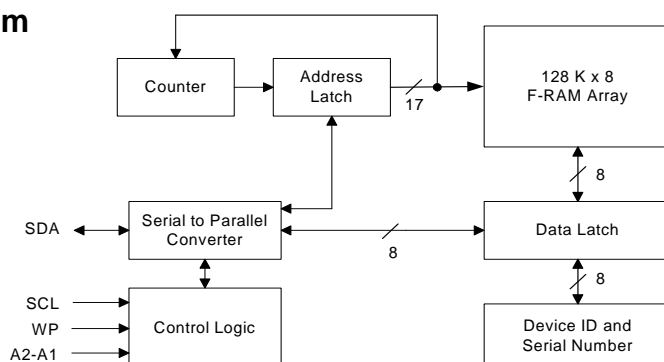 m
Counter
Address
Latch
17
128 K x 8
F-RAM Array
8
SDA
Serial to Parallel
Converter
8
Data Latch
8
SCL
WP
A2-A1
Control Logic
Device ID and
Serial Number